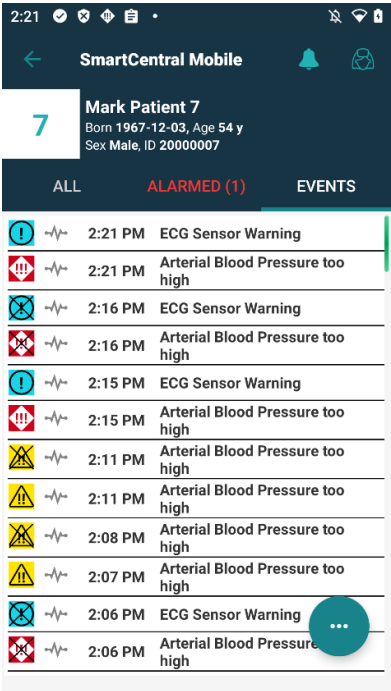 2:21
SmartCentral Mobile
7
Mark Patient 7
Born 1967-12-03, Age 54 y
Sex Male, ID 20000007
ALL ALARMED (1) EVENTS
2:21 PM ECG Sensor Warning
2:21 PM Arterial Blood Pressure too
high
2:16 PM ECG Sensor Warning
2:16 PM Arterial Blood Pressure too
high
2:15 PM ECG Sensor Warning
2:15 PM Arterial Blood Pressure too
high
2:11 PM Arterial Blood Pressure too
high
2:11 PM Arterial Blood Pressure too
high
2:08 PM Arterial Blood Pressure too
high
2:07 PM Arterial Blood Pressure too
high
2:06 PM ECG Sensor Warning
2:06 PM Arterial Blood Pressure
high